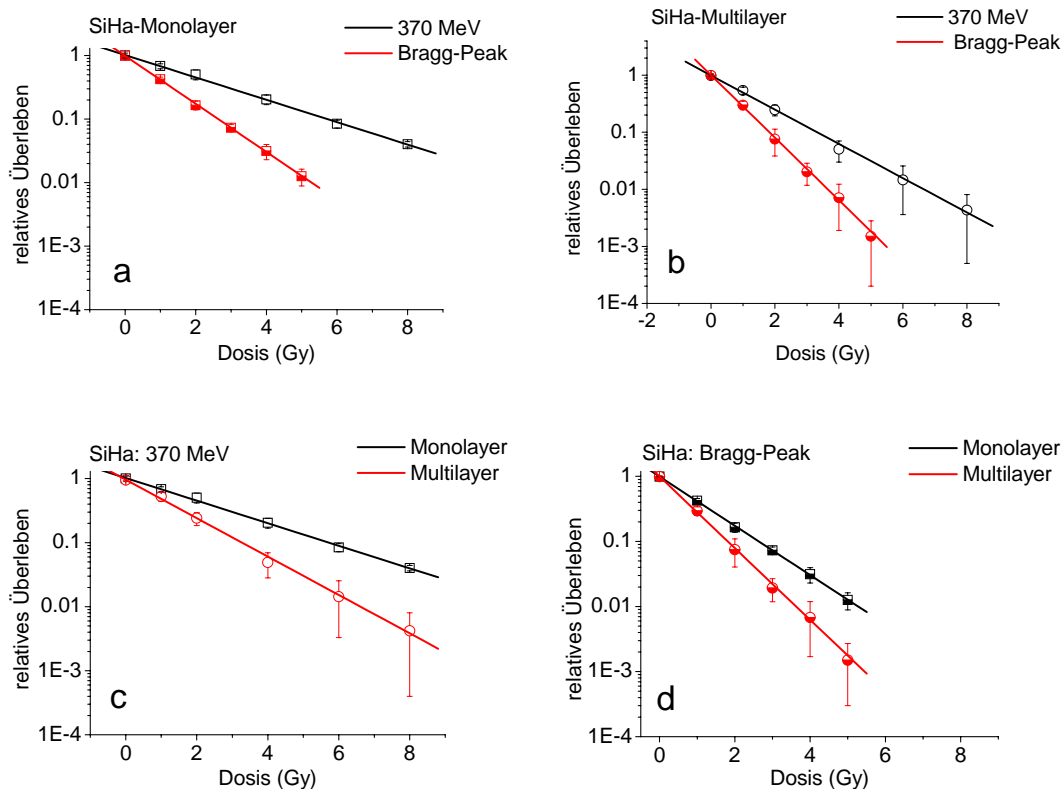 SiHa-Monolayer
370 MeV
Bragg-Peak
1
0.1
0.01
1E-3
1E-4
relatives Überleben
a
0 2 4 6 8
Dosis (Gy)
SiHa-Multilayer
370 MeV
Bragg-Peak
1
0.1
0.01
1E-3
1E-4
relatives Überleben
b
-2 0 2 4 6 8
Dosis (Gy)
SiHa: 370 MeV
Monolayer
Multilayer
1
0.1
0.01
1E-3
1E-4
relatives Überleben
c
0 2 4 6 8
Dosis (Gy)
SiHa: Bragg-Peak
Monolayer
Multilayer
1
0.1
0.01
1E-3
1E-4
relatives Überleben
d
0 2 4 6 8
Dosis (Gy)